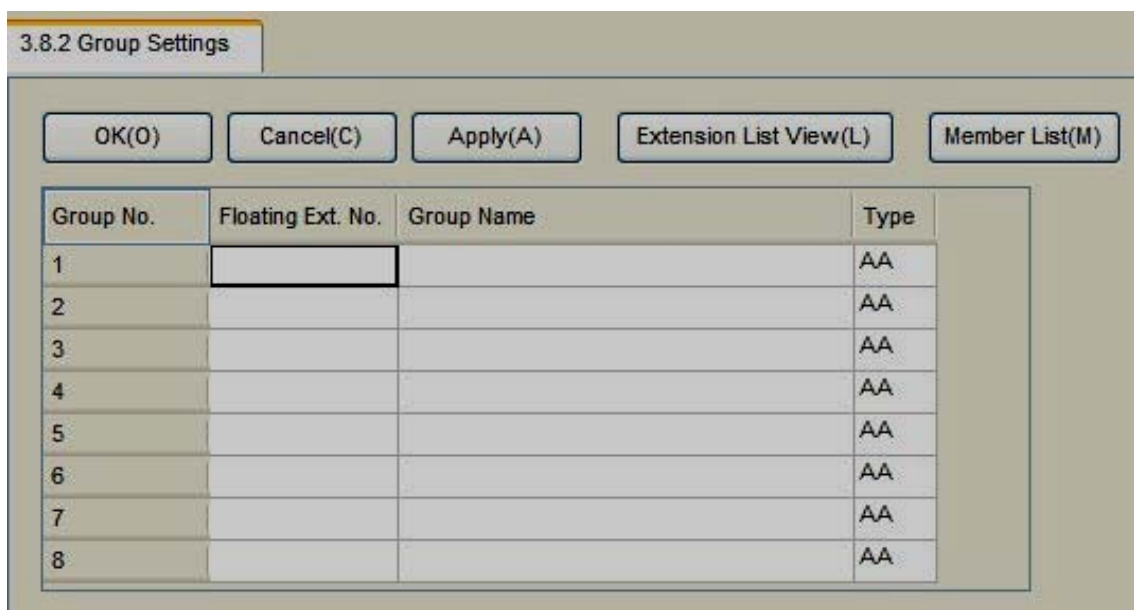 3.8.2 Group Settings
OK(O) Cancel(C) Apply(A) Extension List View(L) Member List(M)
Group No. Floating Ext. No. Group Name Type
1 AA
2 AA
3 AA
4 AA
5 AA
6 AA
7 AA
8 AA